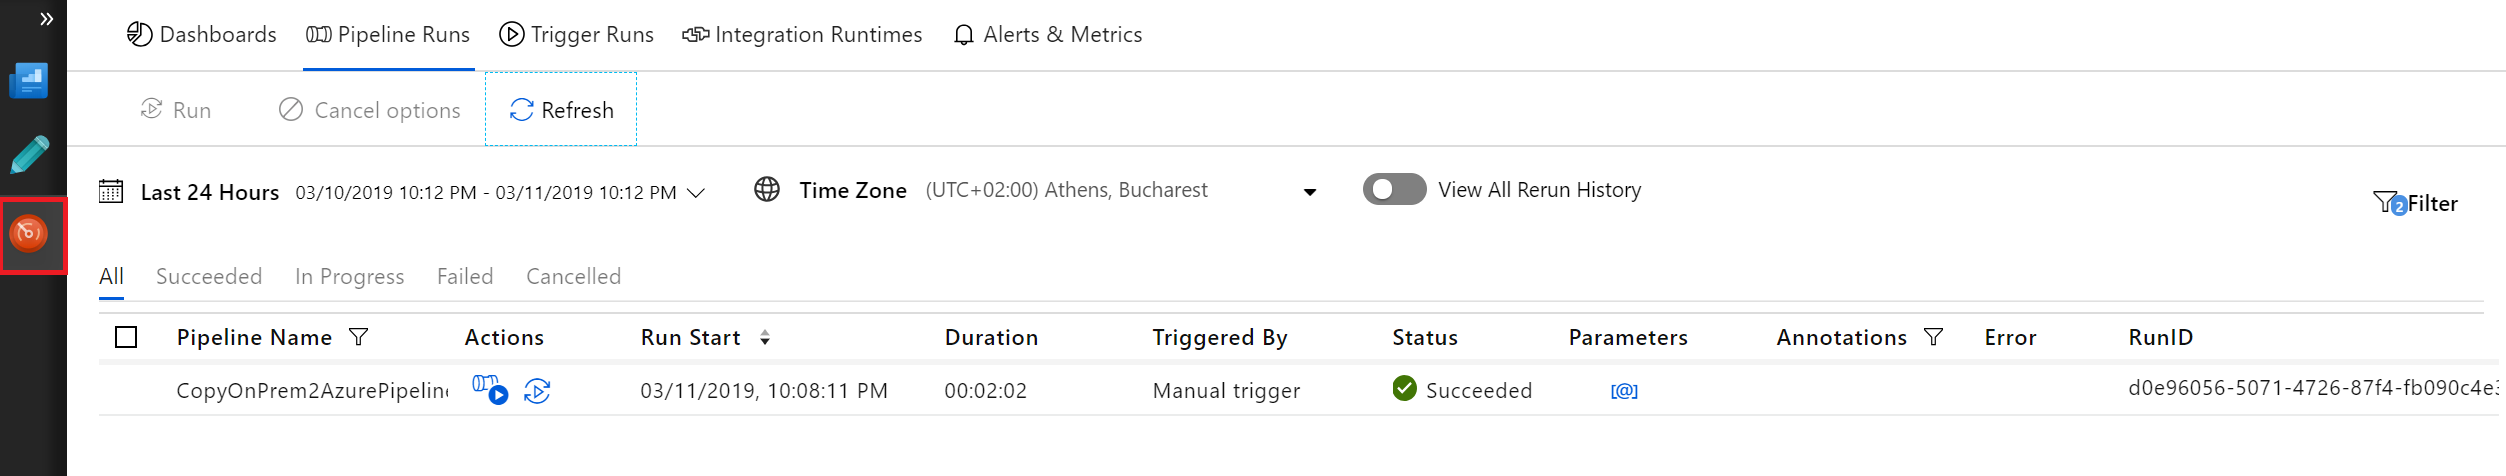 Dashboards Pipeline Runs Trigger Runs Integration Runtimes Alerts & Metrics
Run Cancel options Refresh
Last 24 Hours 03/10/2019 10:12 PM - 03/11/2019 10:12 PM Time Zone (UTC+02:00) Athens, Bucharest View All Rerun History 2 Filter
All Succeeded In Progress Failed Cancelled
Pipeline Name Actions Run Start Duration Triggered By Status Parameters Annotations Error RunID
CopyOnPrem2AzurePipeline 03/11/2019, 10:08:11 PM 00:02:02 Manual trigger Succeeded [@] d0e96056-5071-4726-87f4-fb090c4e3